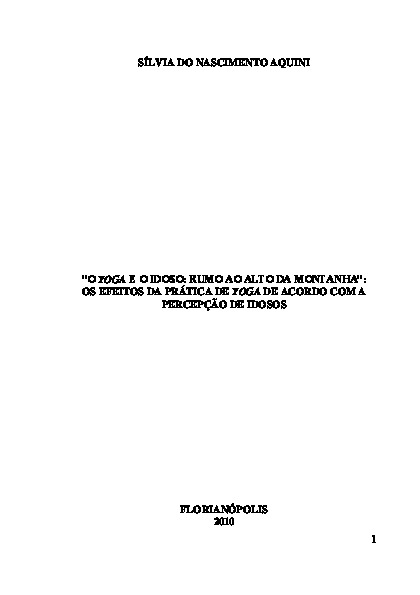 SÍLVIA DO NASCIMENTO AQUINI
"O YOGA E O IDOSO: RUMO AO ALTO DA MONTANHA":
OS EFEITOS DA PRÁTICA DE YOGA DE ACORDO COM A
PERCEPÇÃO DE IDOSOS
FLORIANÓPOLIS
2010
1